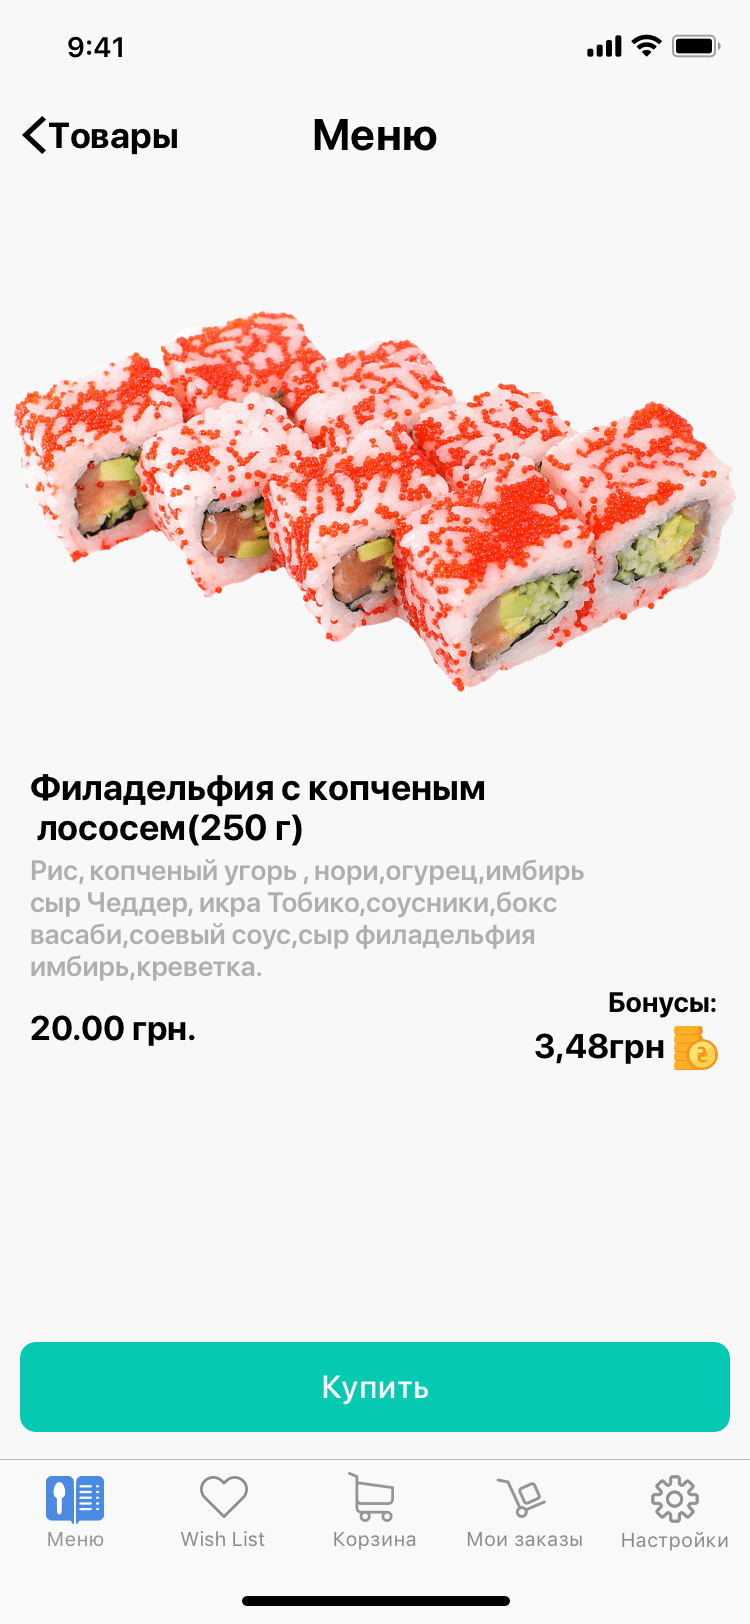 9:41
Товары
Меню
Филадельфия с копченым
лососем(250 г)
Рис, копченый угорь , нори,огурец,имбирь
сыр Чеддер, икра Тобико,соусники,бокс
васаби,соевый соус,сыр филадельфия
имбирь,креветка.
Бонусы:
20.00 грн.
3,48грн
Купить
Меню
Wish List
Корзина
Мои заказы
Настройки